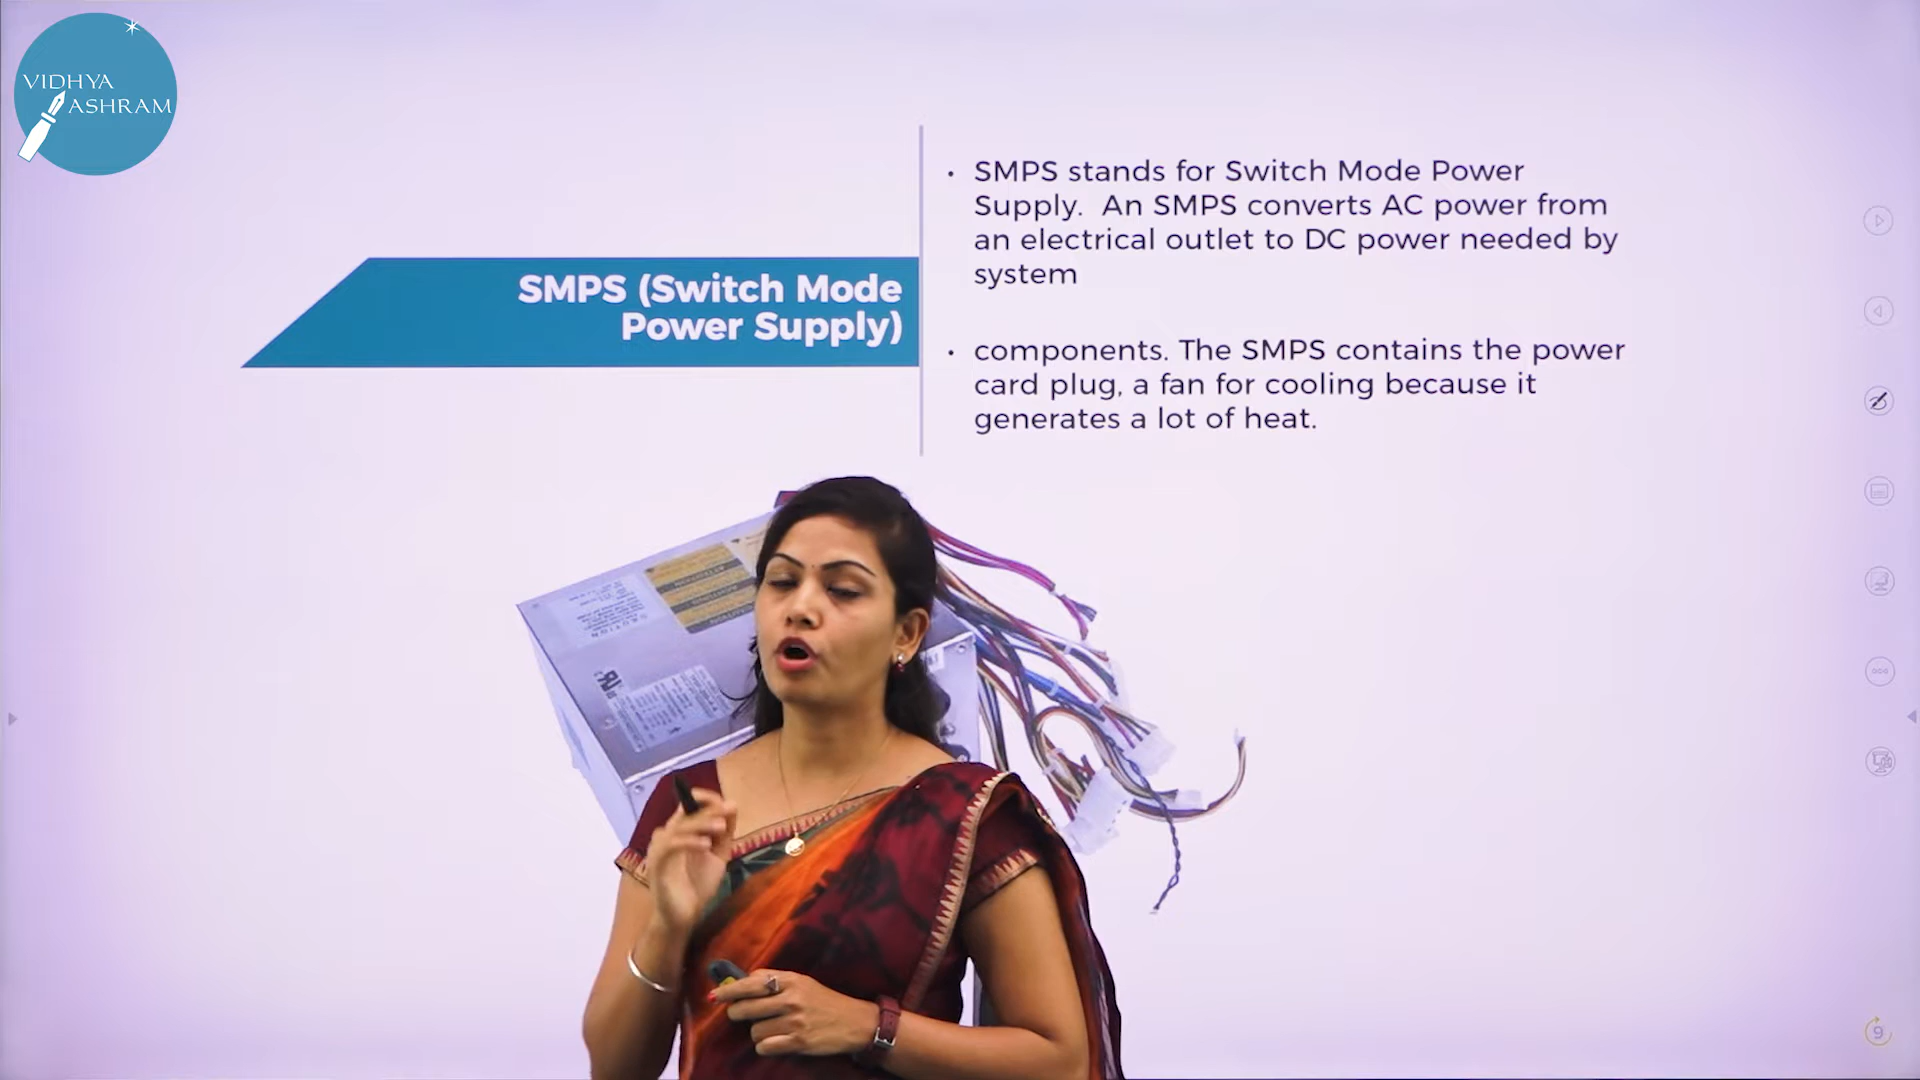 VIDHYA
ASHRAM
SMPS (Switch Mode
Power Supply)
• SMPS stands for Switch Mode Power
Supply.  An SMPS converts AC power from
an electrical outlet to DC power needed by
system
• components. The SMPS contains the power
card plug, a fan for cooling because it
generates a lot of heat.
9